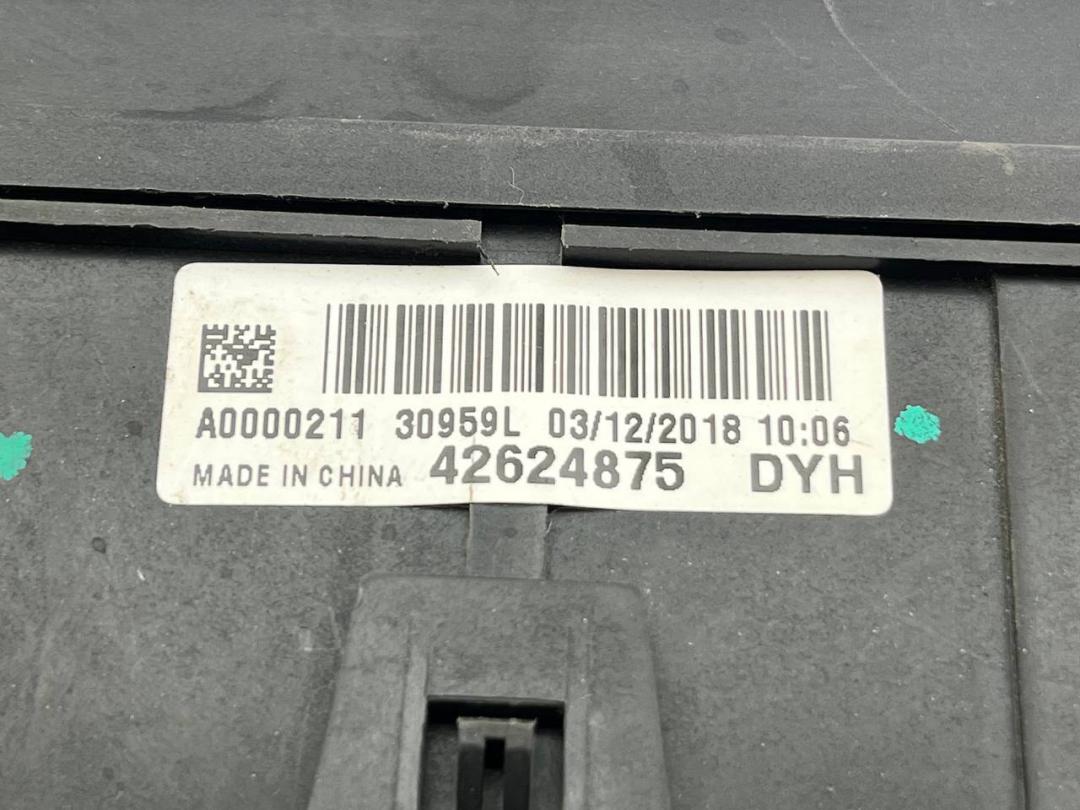 A0000211 30959L 03/12/2018 10:06
MADE IN CHINA 42624875 DYH